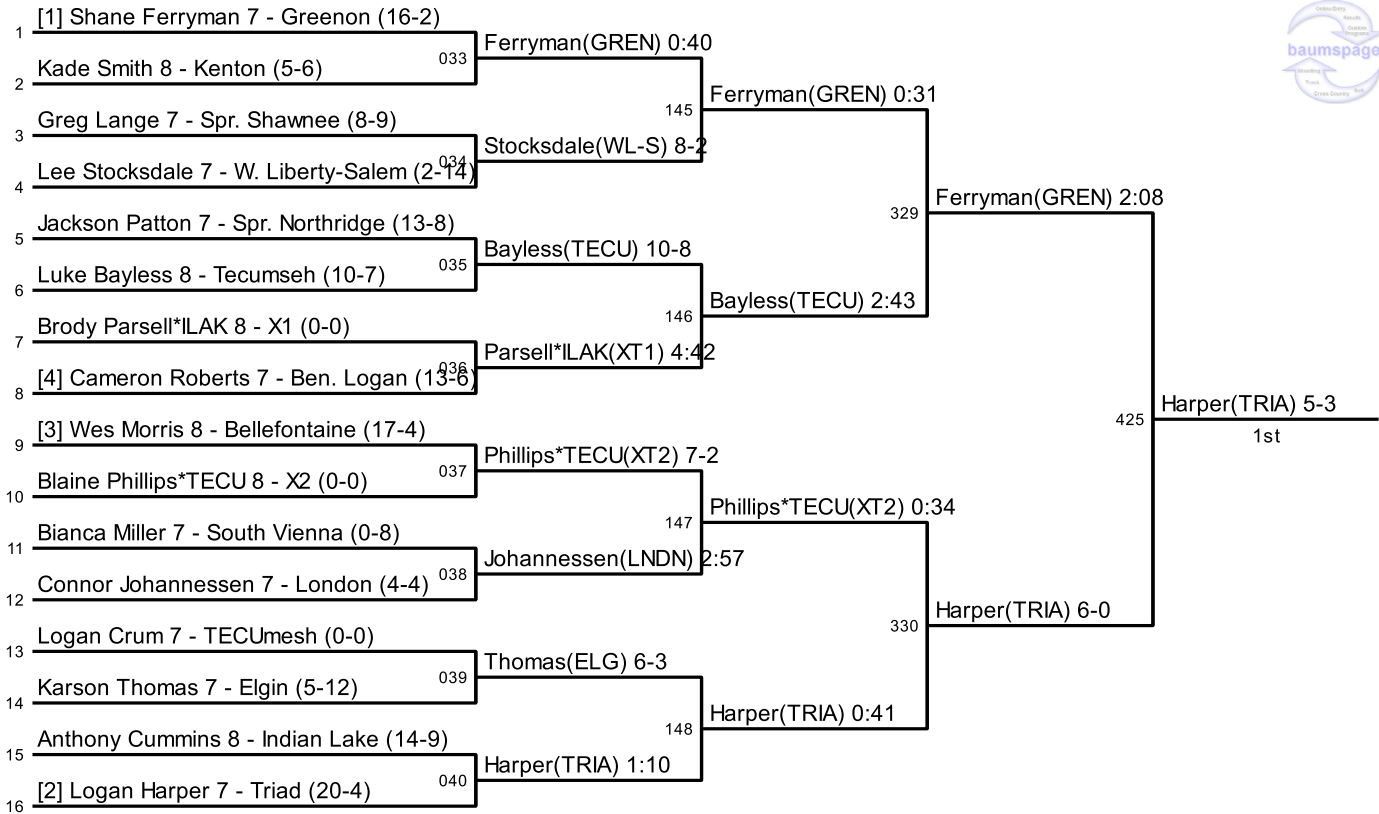 [1] Shane Ferryman 7 - Greenon (16-2)
1
Kade Smith 8 - Kenton (5-6)
2
033
Ferryman(GREN) 0:40
Greg Lange 7 - Spr. Shawnee (8-9)
3
Lee Stocksdale 7 - W. Liberty-Salem (2-14)
4
034
Stocksdale(WL-S) 8-2
145
Ferryman(GREN) 0:31
Jackson Patton 7 - Spr. Northridge (13-8)
5
Luke Bayless 8 - Tecumseh (10-7)
6
035
Bayless(TECU) 10-8
Brody Parsell*ILAK 8 - X1 (0-0)
7
[4] Cameron Roberts 7 - Ben. Logan (13-6)
8
036
Parsell*ILAK(XT1) 4:42
146
Bayless(TECU) 2:43
329
Ferryman(GREN) 2:08
[3] Wes Morris 8 - Bellefontaine (17-4)
9
Blaine Phillips*TECU 8 - X2 (0-0)
10
037
Phillips*TECU(XT2) 7-2
Bianca Miller 7 - South Vienna (0-8)
11
Connor Johannessen 7 - London (4-4)
12
038
Johannessen(LNDN) 2:57
147
Phillips*TECU(XT2) 0:34
Logan Crum 7 - TECUmesh (0-0)
13
Karson Thomas 7 - Elgin (5-12)
14
039
Thomas(ELG) 6-3
Anthony Cummins 8 - Indian Lake (14-9)
15
[2] Logan Harper 7 - Triad (20-4)
16
040
Harper(TRIA) 1:10
148
Harper(TRIA) 0:41
330
Harper(TRIA) 6-0
425
Harper(TRIA) 5-3
1st
baumspage
Results
Cross Country